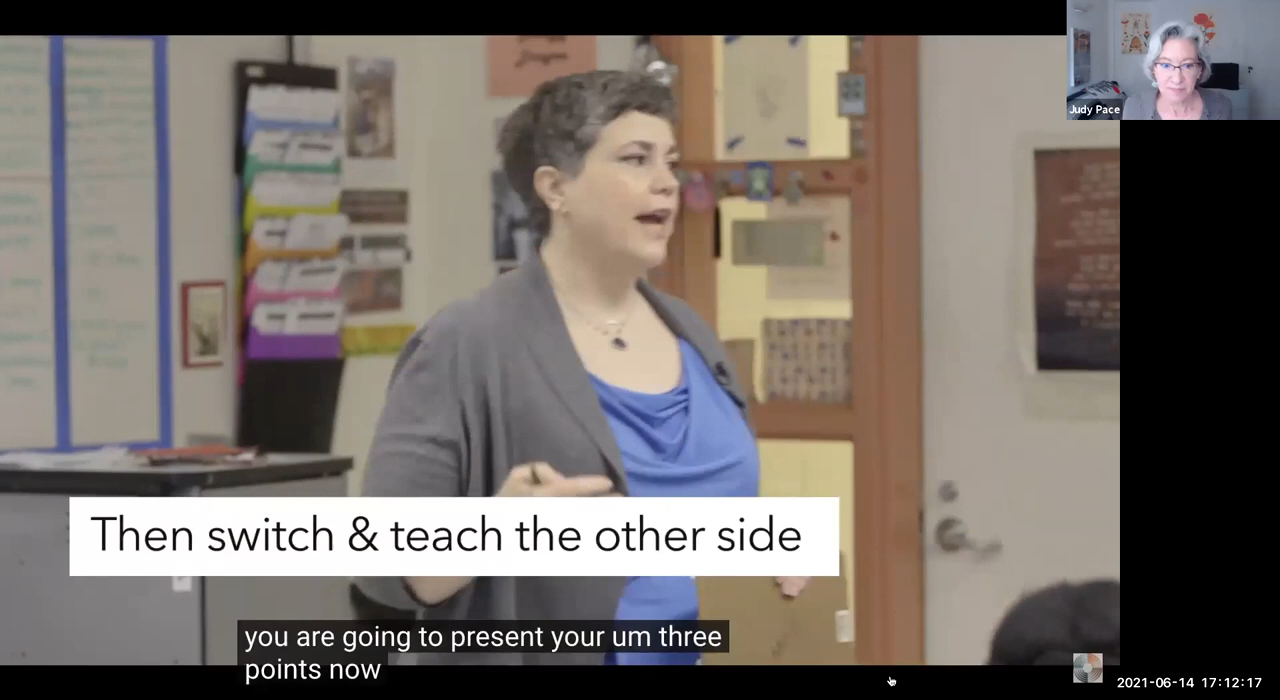 Judy Pace
Then switch & teach the other side
you are going to present your um three
points now
2021-06-14 17:12:17